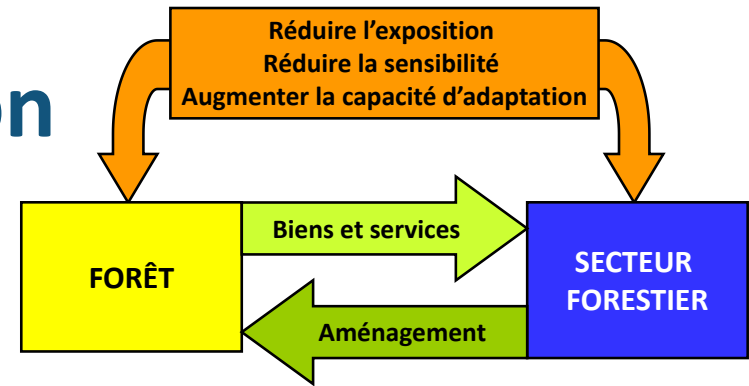 Réduire l'exposition
Réduire la sensibilité
Augmenter la capacité d'adaptation
on
Biens et services
FORÊT
SECTEUR
FORESTIER
Aménagement